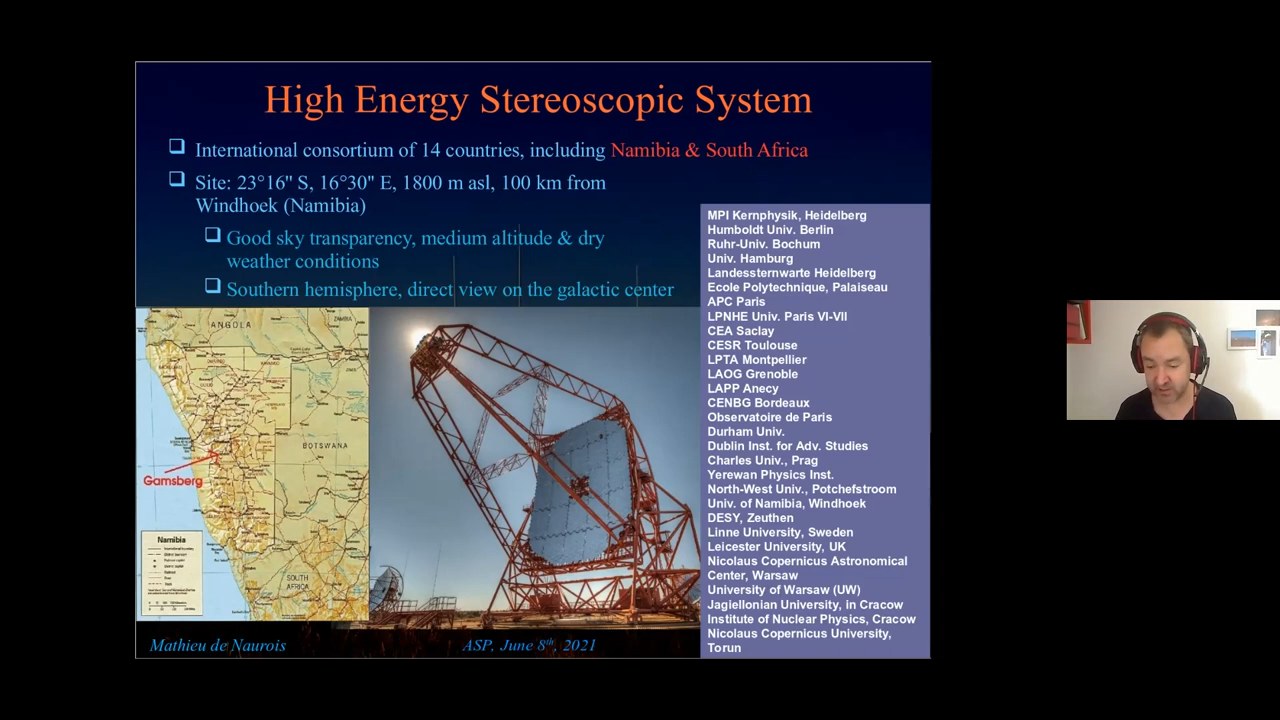 High Energy Stereoscopic System
International consortium of 14 countries, including Namibia & South Africa
Site: 23°16'' S, 16°30'' E, 1800 m asl, 100 km from
Windhoek (Namibia)
Good sky transparency, medium altitude & dry
weather conditions
Southern hemisphere, direct view on the galactic center
MPI Kernphysik, Heidelberg
Humboldt Univ. Berlin
Ruhr-Univ. Bochum
Univ. Hamburg
Landessternwarte Heidelberg
Ecole Polytechnique, Palaiseau
APC Paris
LPNHE Univ. Paris VI-VII
CEA Saclay
CESR Toulouse
LPTA Montpellier
LAOG Grenoble
LAPP Anecy
CENBG Bordeaux
Observatoire de Paris
Durham Univ.
Dublin Inst. for Adv. Studies
Charles Univ., Prag
Yerewan Physics Inst.
North-West Univ., Potchefstroom
Univ. of Namibia, Windhoek
DESY, Zeuthen
Linne University, Sweden
Leicester University, UK
Nicolaus Copernicus Astronomical
Center, Warsaw
University of Warsaw (UW)
Jagiellonian University, in Cracow
Institute of Nuclear Physics, Cracow
Nicolaus Copernicus University,
Torun
ANGOLA
ZAMBIA
BOTSWANA
Gamsberg
Namibia
SOUTH
AFRICA
Mathieu de Naurois
ASP, June 8th, 2021